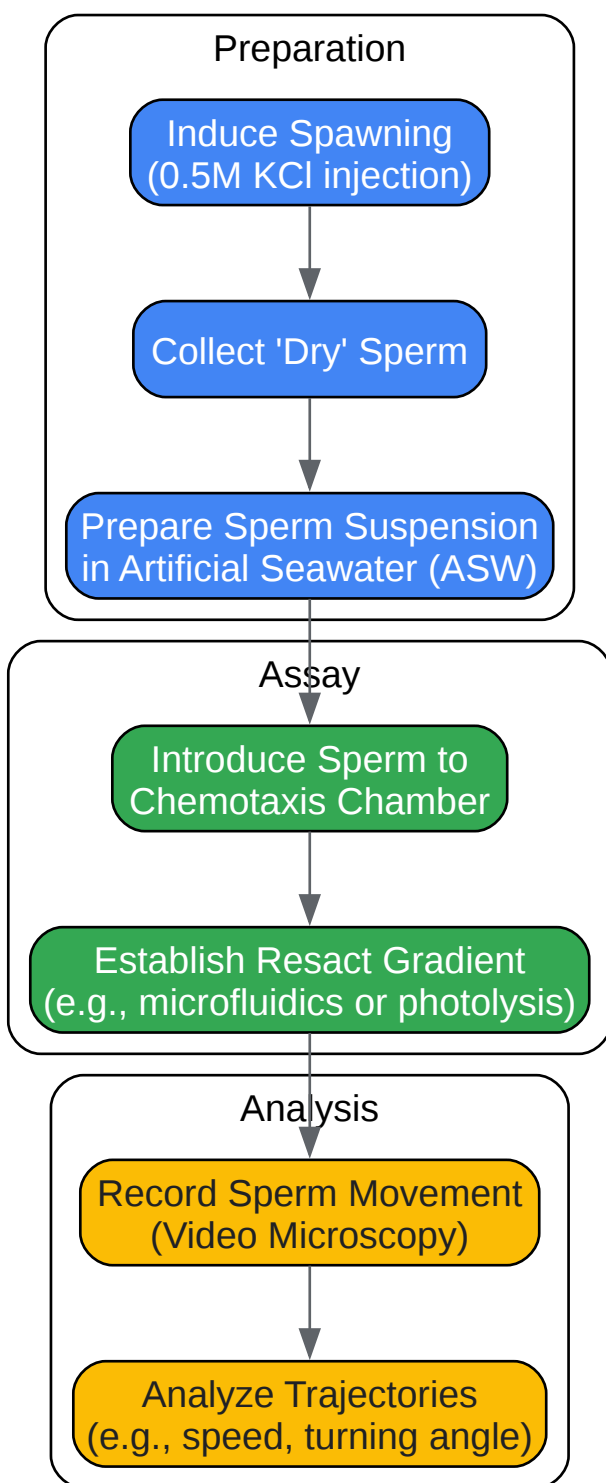 Preparation
Induce Spawning
(0.5M KCl injection)
Collect 'Dry' Sperm
Prepare Sperm Suspension
in Artificial Seawater (ASW)
Assay
Introduce Sperm to
Chemotaxis Chamber
Establish Resact Gradient
(e.g., microfluidics or photolysis)
Analysis
Record Sperm Movement
(Video Microscopy)
Analyze Trajectories
(e.g., speed, turning angle)